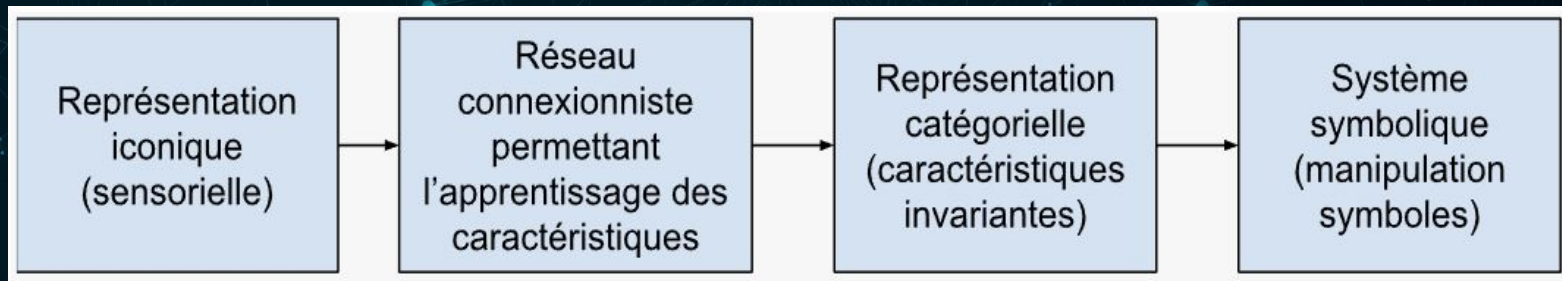 Représentation
iconique
(sensorielle)
Réseau
connexionniste
permettant
l'apprentissage des
caractéristiques
Représentation
catégorielle
(caractéristiques
invariantes)
Système
symbolique
(manipulation
symboles)